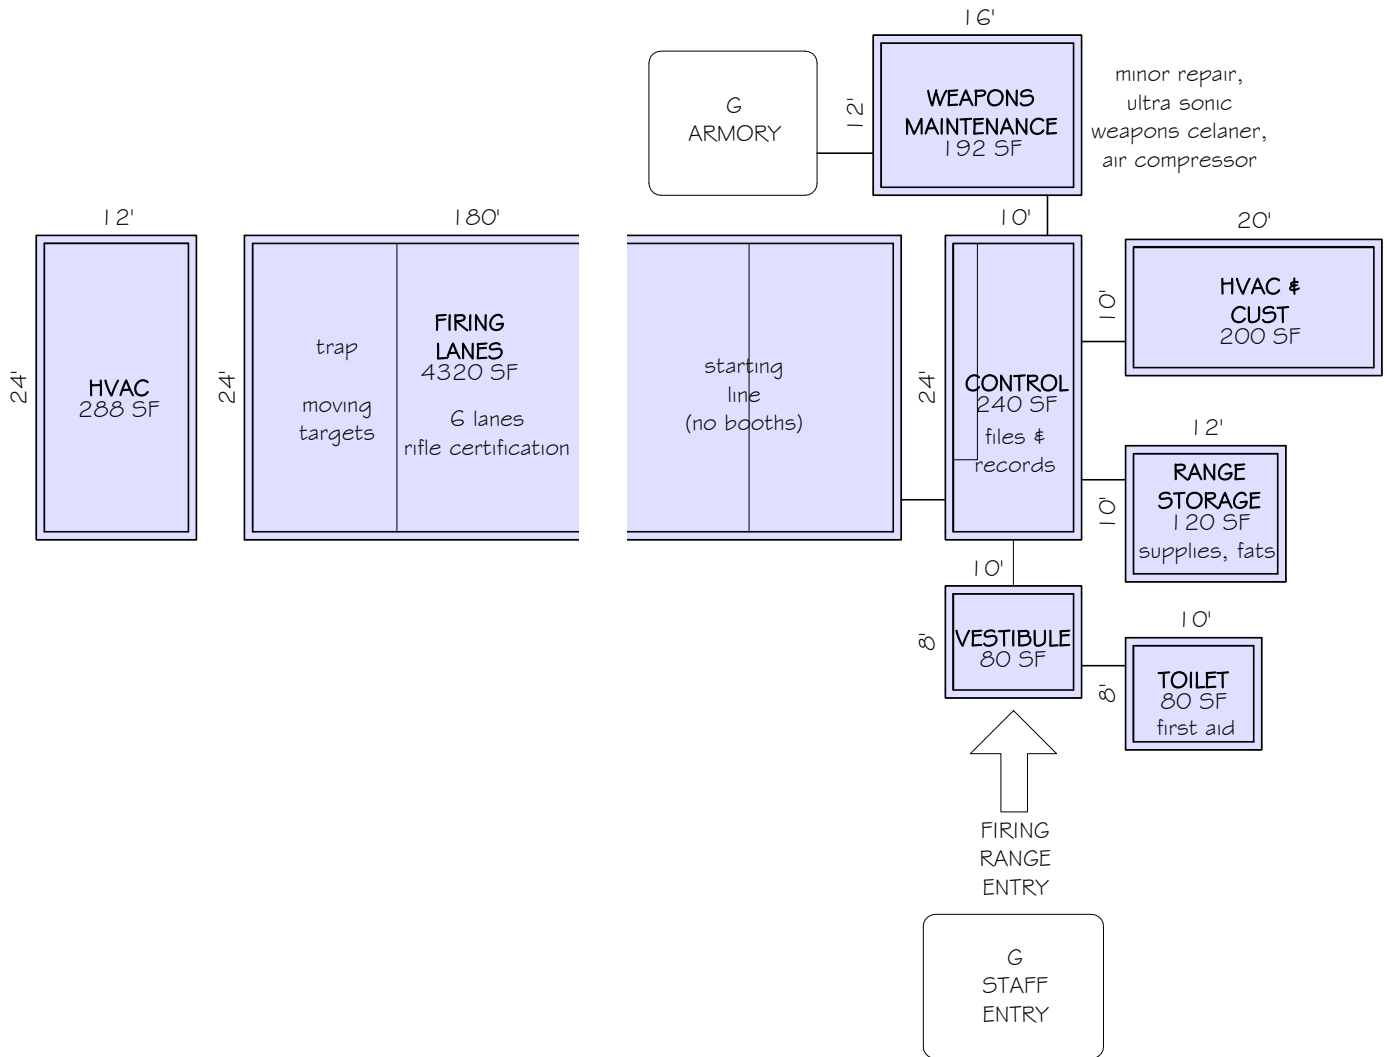 16'
G
ARMORY
12'
WEAPONS
MAINTENANCE
192 SF
minor repair,
ultra sonic
weapons celaner,
air compressor
12'
24'
HVAC
288 SF
180'
24'
trap
moving
targets
FIRING
LANES
4320 SF
6 lanes
rifle certification
starting
line
(no booths)
10'
24'
CONTROL
240 SF
files &
records
20'
10'
HVAC &
CUST
200 SF
12'
10'
RANGE
STORAGE
120 SF
supplies, fats
10'
8'
VESTIBULE
80 SF
10'
8'
TOILET
80 SF
first aid
FIRING
RANGE
ENTRY
G
STAFF
ENTRY